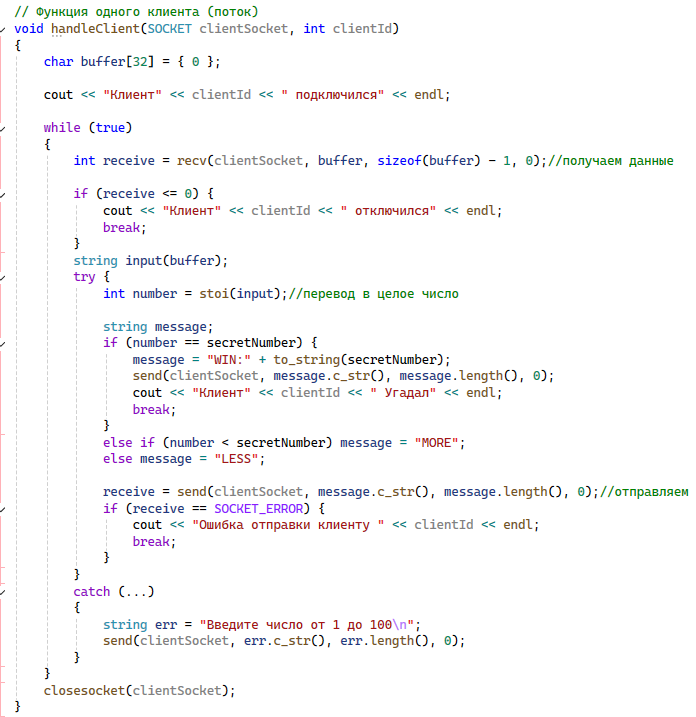 // Функция одного клиента (поток)
void handleClient(SOCKET clientSocket, int clientId)
{
    char buffer[32] = { 0 };

    cout << "Клиент" << clientId << " подключился" << endl;

    while (true)
    {
        int receive = recv(clientSocket, buffer, sizeof(buffer) - 1, 0);//получаем данные

        if (receive <= 0) {
            cout << "Клиент" << clientId << " отключился" << endl;
            break;
        }
        string input(buffer);
        try {
            int number = stoi(input);//перевод в целое число

            string message;
            if (number == secretNumber) {
                message = "WIN:" + to_string(secretNumber);
                send(clientSocket, message.c_str(), message.length(), 0);
                cout << "Клиент" << clientId << " Угадал" << endl;
                break;
            }
            else if (number < secretNumber) message = "MORE";
            else message = "LESS";

            receive = send(clientSocket, message.c_str(), message.length(), 0);//отправляем
            if (receive == SOCKET_ERROR) {
                cout << "Ошибка отправки клиенту " << clientId << endl;
                break;
            }
        }
        catch (...)
        {
            string err = "Введите число от 1 до 100\n";
            send(clientSocket, err.c_str(), err.length(), 0);
        }
    }
    closesocket(clientSocket);
}